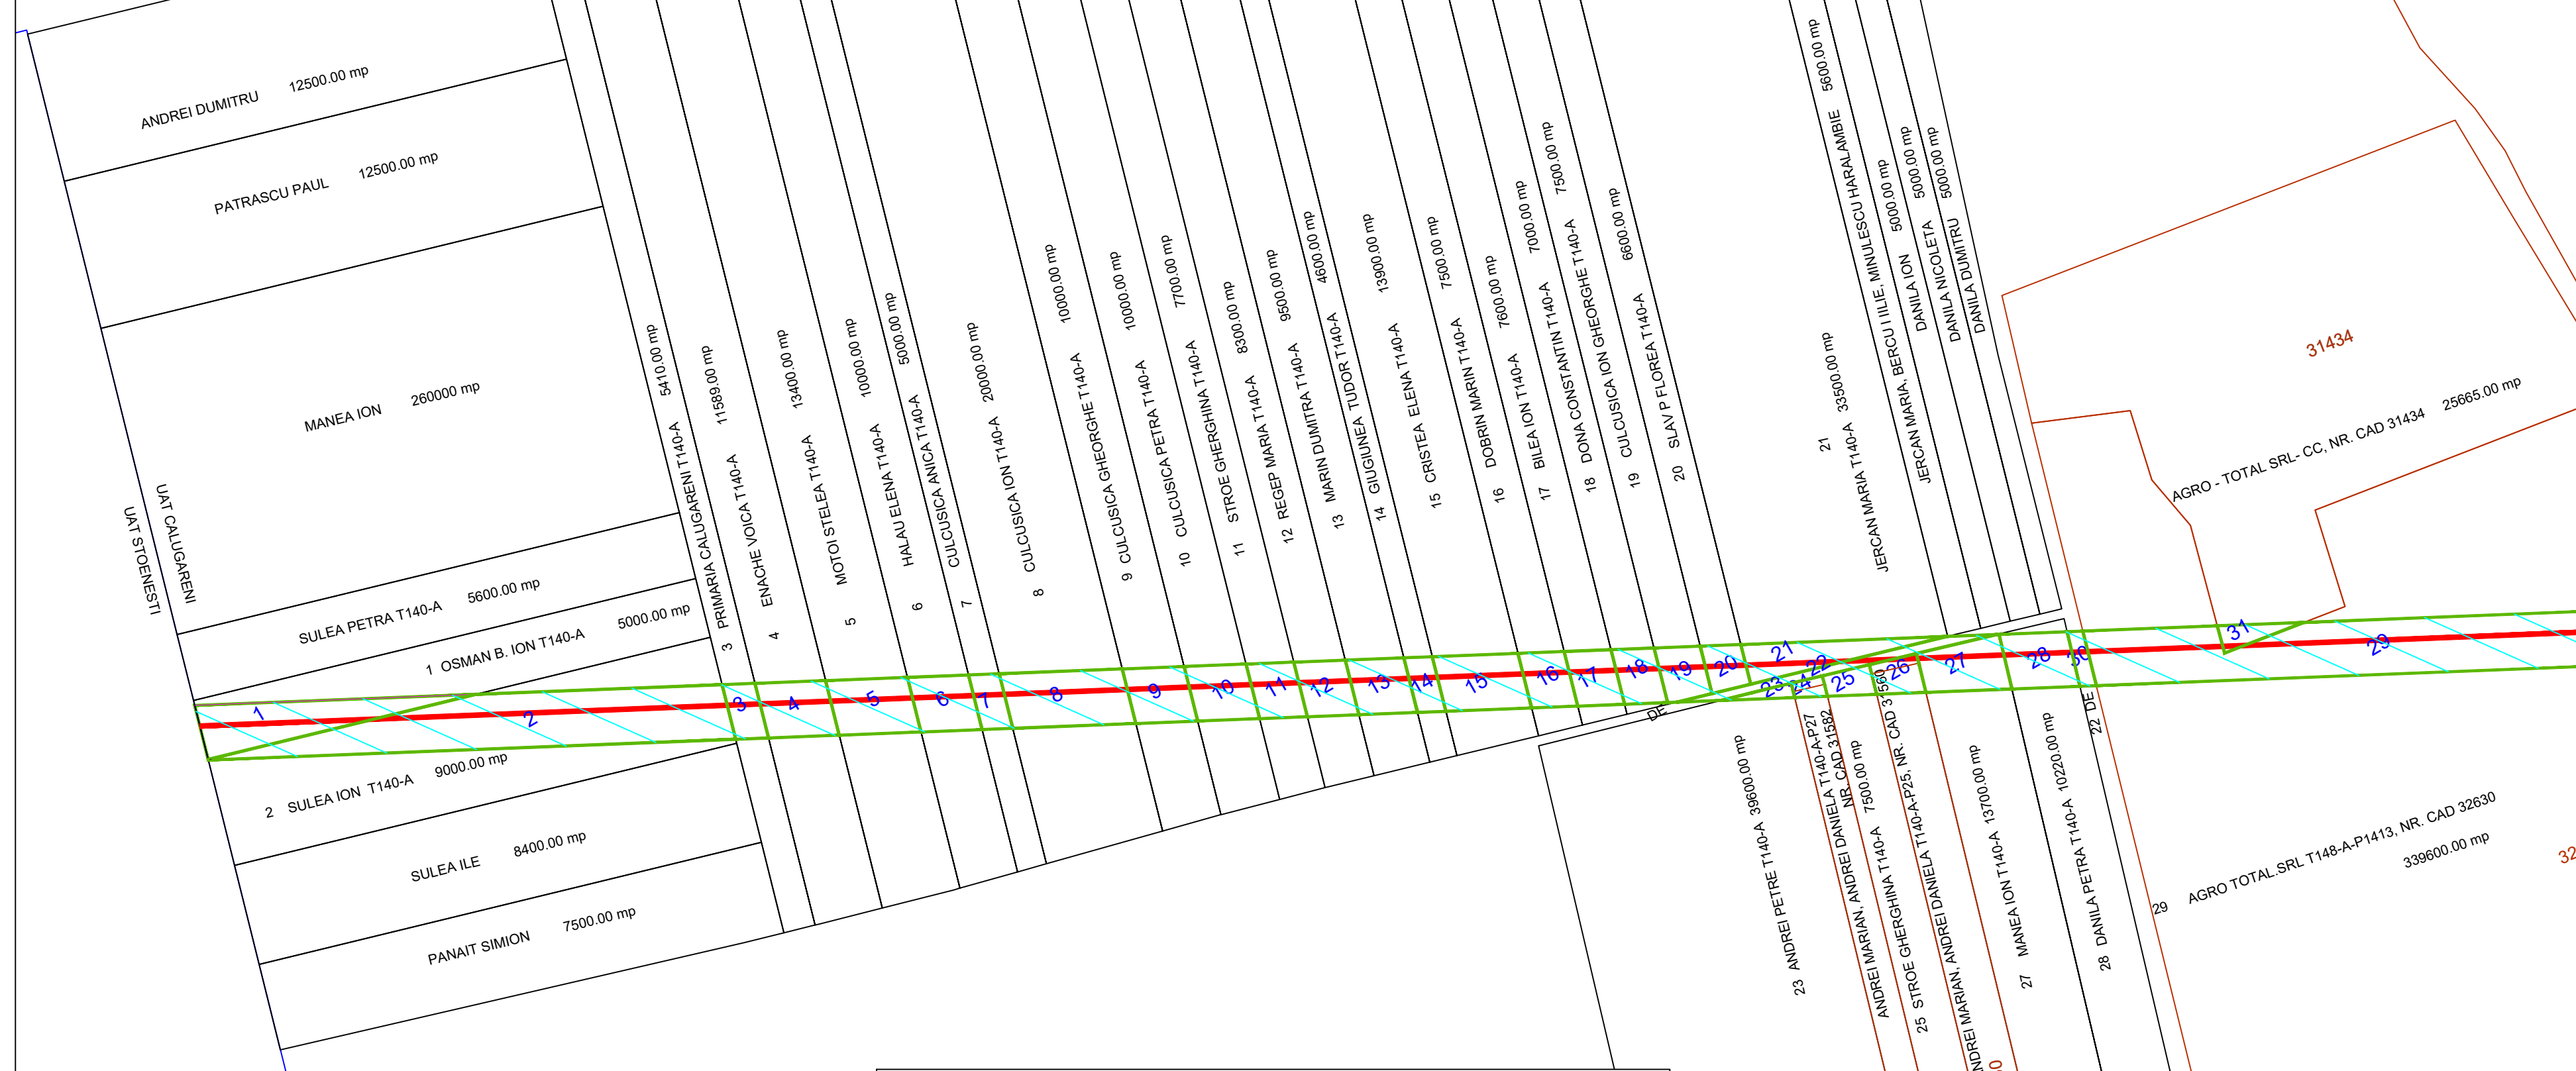 ANDREI DUMITRU 12500.00 mp
PATRASCU PAUL 12500.00 mp
MANEA ION 260000 mp
UAT STOENESTI
UAT CALUGARENI
SULEA PETRA T140-A 5600.00 mp
1 OSMAN B. ION T140-A 5000.00 mp
2 SULEA ION T140-A 9000.00 mp
SULEA ILE 8400.00 mp
PANAIT SIMION 7500.00 mp
3 PRIMARIA CALUGARENI T140-A 5410.00 mp
4 ENACHE VOICA T140-A 11589.00 mp
5 MOTOI STELEA T140-A 13400.00 mp
6 HALAU ELENA T140-A 10000.00 mp
7 CULCUSICA ANICA T140-A 5000.00 mp
8 CULCUSICA ION T140-A 20000.00 mp
9 CULCUSICA GHEORGHE T140-A 10000.00 mp
10 CULCUSICA PETRA T140-A 10000.00 mp
11 STROE GHERGHINA T140-A 7700.00 mp
12 REGEP MARIA T140-A 8300.00 mp
13 MARIN DUMITRA T140-A 9500.00 mp
14 GIUGIUNEA TUDOR T140-A 4600.00 mp
15 CRISTEA ELENA T140-A 13900.00 mp
16 DOBRIN MARIN T140-A 7500.00 mp
17 BILEA ION T140-A 7600.00 mp
18 DONA CONSTANTIN T140-A 7000.00 mp
19 CULCUSICA ION GHEORGHE T140-A 7500.00 mp
20 SLAV P FLOREA T140-A 6600.00 mp
21 JERCAN MARIA T140-A 33500.00 mp
JERCAN MARIA, BERCU I IILIE, MINULESCU HARALAMBIE 5600.00 mp
DANILA ION 5000.00 mp
DANILA NICOLETA 5000.00 mp
DANILA DUMITRU 5000.00 mp
31434
AGRO - TOTAL SRL- CC, NR. CAD 31434 25665.00 mp
1
2
3
4
5
6
7
8
9
10
11
12
13
14
15
16
17
18
19
20
21
22
23
24
25
26
27
28
30
31
29
DE
22 DE
23 ANDREI PETRE T140-A 39600.00 mp
ANDREI MARIAN, ANDREI DANIELA T140-A-P27
NR. CAD 31582
25 STROE GHERGHINA T140-A 7500.00 mp
ANDREI MARIAN, ANDREI DANIELA T140-A-P25, NR. CAD 31560
27 MANEA ION T140-A 13700.00 mp
28 DANILA PETRA T140-A 10220.00 mp
29 AGRO TOTAL.SRL T148-A-P1413, NR. CAD 32630
339600.00 mp